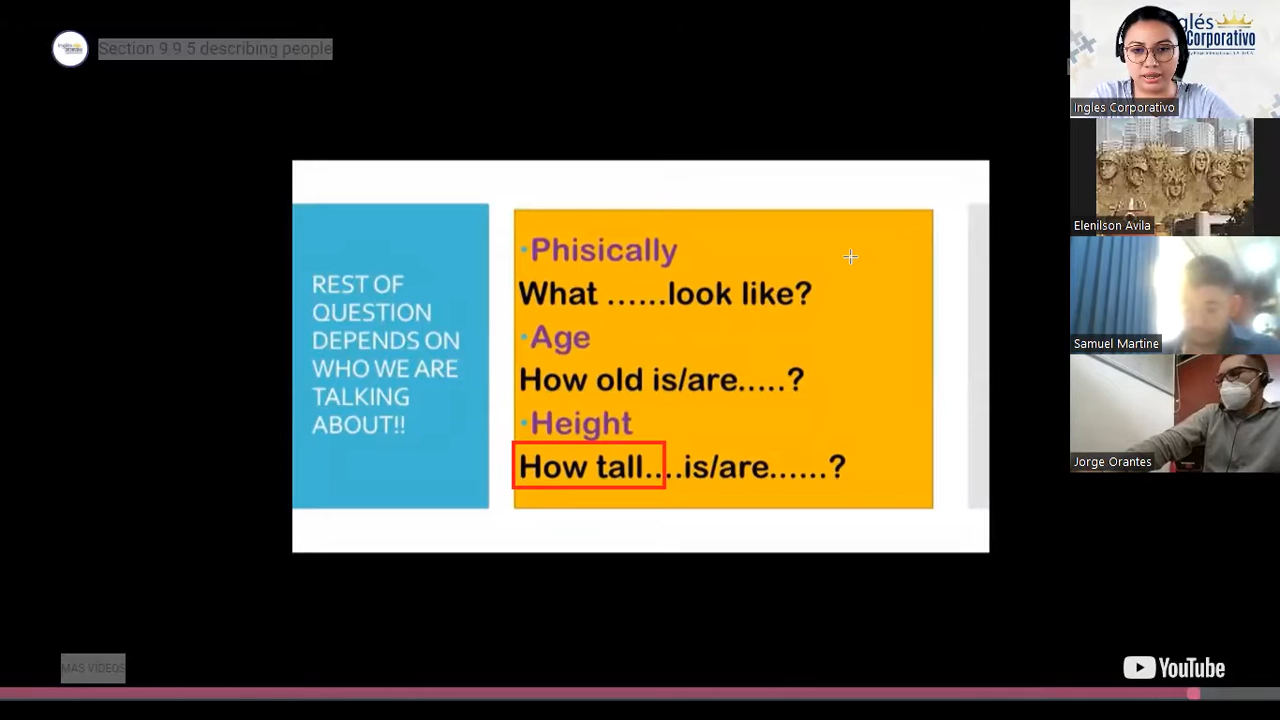 Section 9 9 5 describing people
REST OF
QUESTION
DEPENDS ON
WHO WE ARE
TALKING
ABOUT!!
·Phisically
What ......look like?
·Age
How old is/are.....?
·Height
How tall....is/are......?
MÁS VÍDEOS
YouTube
Inglés
Corporativo
Ingles Corporativo
Elenilson Avila
Samuel Martine
Jorge Orantes